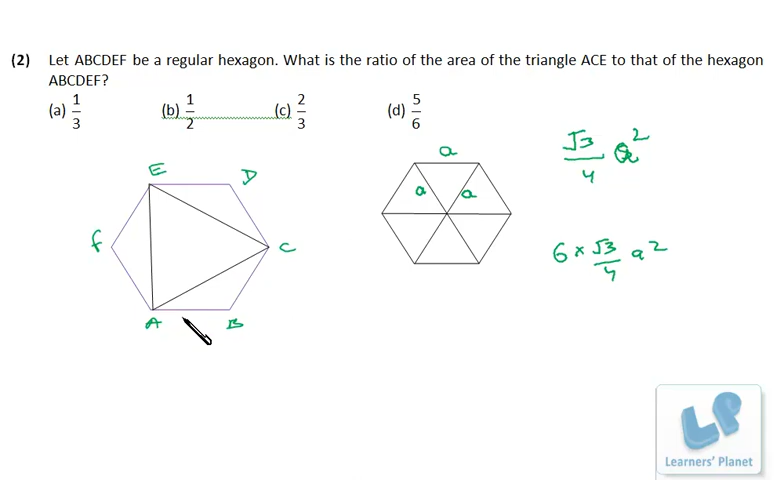 (2) Let ABCDEF be a regular hexagon. What is the ratio of the area of the triangle ACE to that of the hexagon
ABCDEF?
(a) 1/3 (b) 1/2 (c) 2/3 (d) 5/6
√3/4 a²
a
E D
a a
f C
6 × √3/4 a²
A B
LP
Learners' Planet